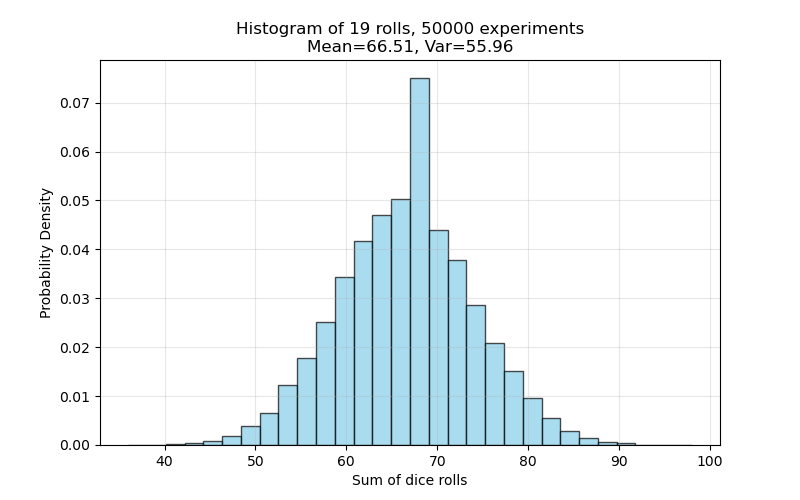 Histogram of 19 rolls, 50000 experiments
Mean=66.51, Var=55.96
Probability Density
0.07
0.06
0.05
0.04
0.03
0.02
0.01
0.00
40 50 60 70 80 90 100
Sum of dice rolls